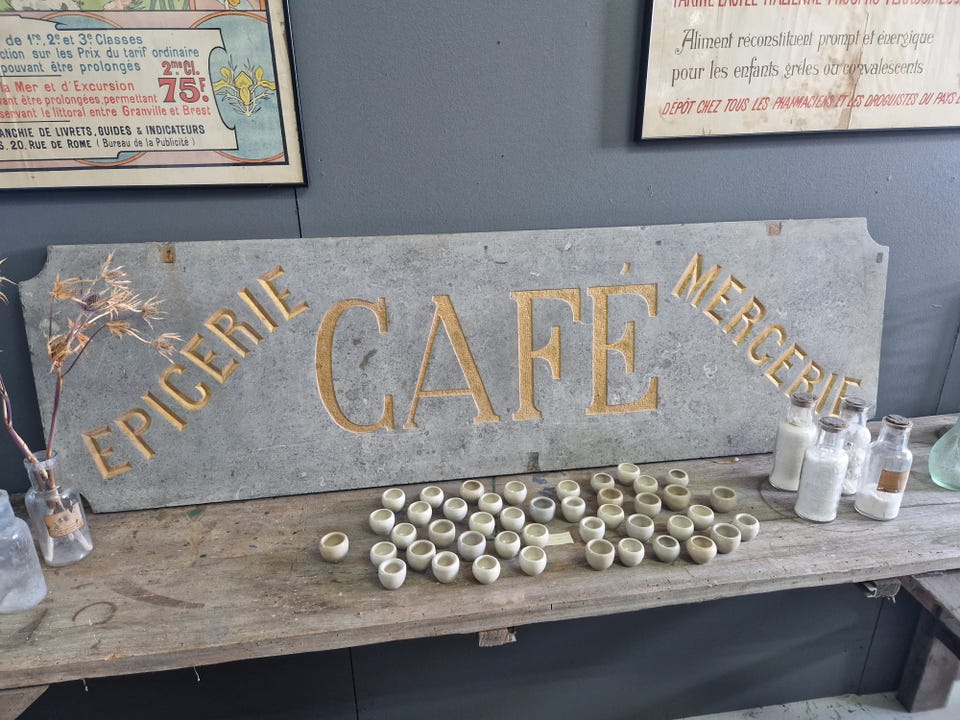 de 1re, 2e et 3e Classes
ction sur les Prix du tarif ordinaire
pouvant être prolongés
2me Cl.
75f.
la Mer et d'Excursion
ant être prolongées, permettant
servant le littoral entre Granville et Brest
ANCHIE DE LIVRETS, GUIDES & INDICATEURS
S. 20, RUE DE ROME (Bureau de la Publicité)
Aliment réconstituent prompt et énergique
pour les enfants grêles ou convalescents
DÉPÔT CHEZ TOUS LES PHARMACIENS ET DES DROGUISTES DU PAYS
EPICERIE
CAFÉ
MERCERIE